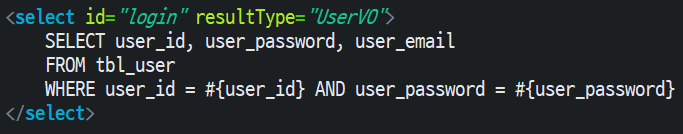 <select id="login" resultType="UserVO">
SELECT user_id, user_password, user_email
FROM tbl_user
WHERE user_id = #{user_id} AND user_password = #{user_password}
</select>